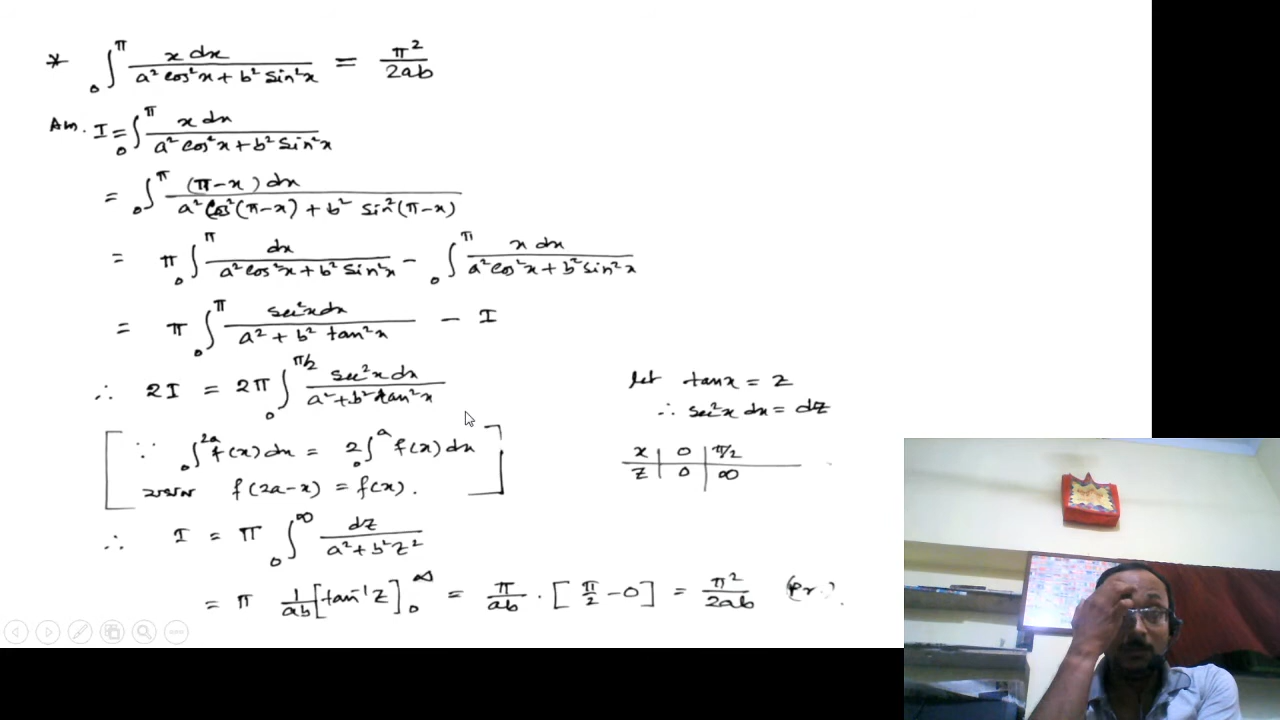 * ₀∫^π x dx / (a² cos²x + b² sin²x) = π² / 2ab
Ans. I = ₀∫^π x dx / (a² cos²x + b² sin²x)
= ₀∫^π (π-x) dx / (a² cos²(π-x) + b² sin²(π-x))
= π ₀∫^π dx / (a² cos²x + b² sin²x) - ₀∫^π x dx / (a² cos²x + b² sin²x)
= π ₀∫^π sec²x dx / (a² + b² tan²x) - I
∴ 2I = 2π ₀∫^π/2 sec²x dx / (a² + b² tan²x)
[ ∵ ₀∫^2a f(x) dx = 2 ₀∫^a f(x) dx
যখন f(2a-x) = f(x). ]
let tan x = z
∴ sec²x dx = dz
x | 0 | π/2
z | 0 | ∞
∴ I = π ₀∫^∞ dz / (a² + b² z²)
= π 1/ab [tan⁻¹ z]₀^∞ = π/ab · [π/2 - 0] = π² / 2ab (Pr.).